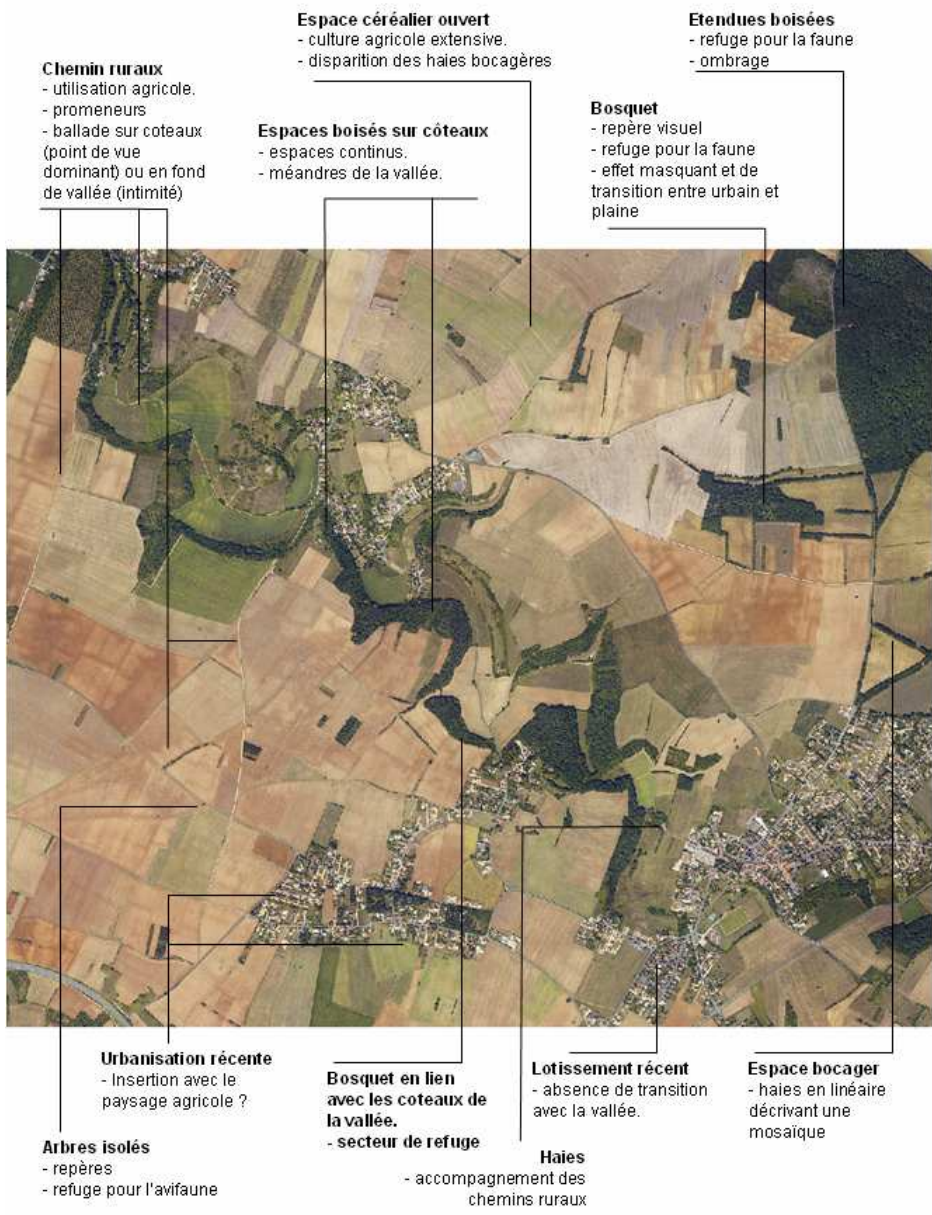 Espace céréalier ouvert
- culture agricole extensive.
- disparition des haies bocagères
Etendues boisées
- refuge pour la faune
- ombrage
Chemin ruraux
- utilisation agricole.
- promeneurs
- ballade sur coteaux
(point de vue
dominant) ou en fond
de vallée (intimité)
Espaces boisés sur côteaux
- espaces continus.
- méandres de la vallée.
Bosquet
- repère visuel
- refuge pour la faune
- effet masquant et de
transition entre urbain et
plaine
Urbanisation récente
- Insertion avec le
paysage agricole ?
Bosquet en lien
avec les coteaux de
la vallée.
- secteur de refuge
Lotissement récent
- absence de transition
avec la vallée.
Espace bocager
- haies en linéaire
décrivant une
mosaïque
Arbres isolés
- repères
- refuge pour l'avifaune
Haies
- accompagnement des
chemins ruraux